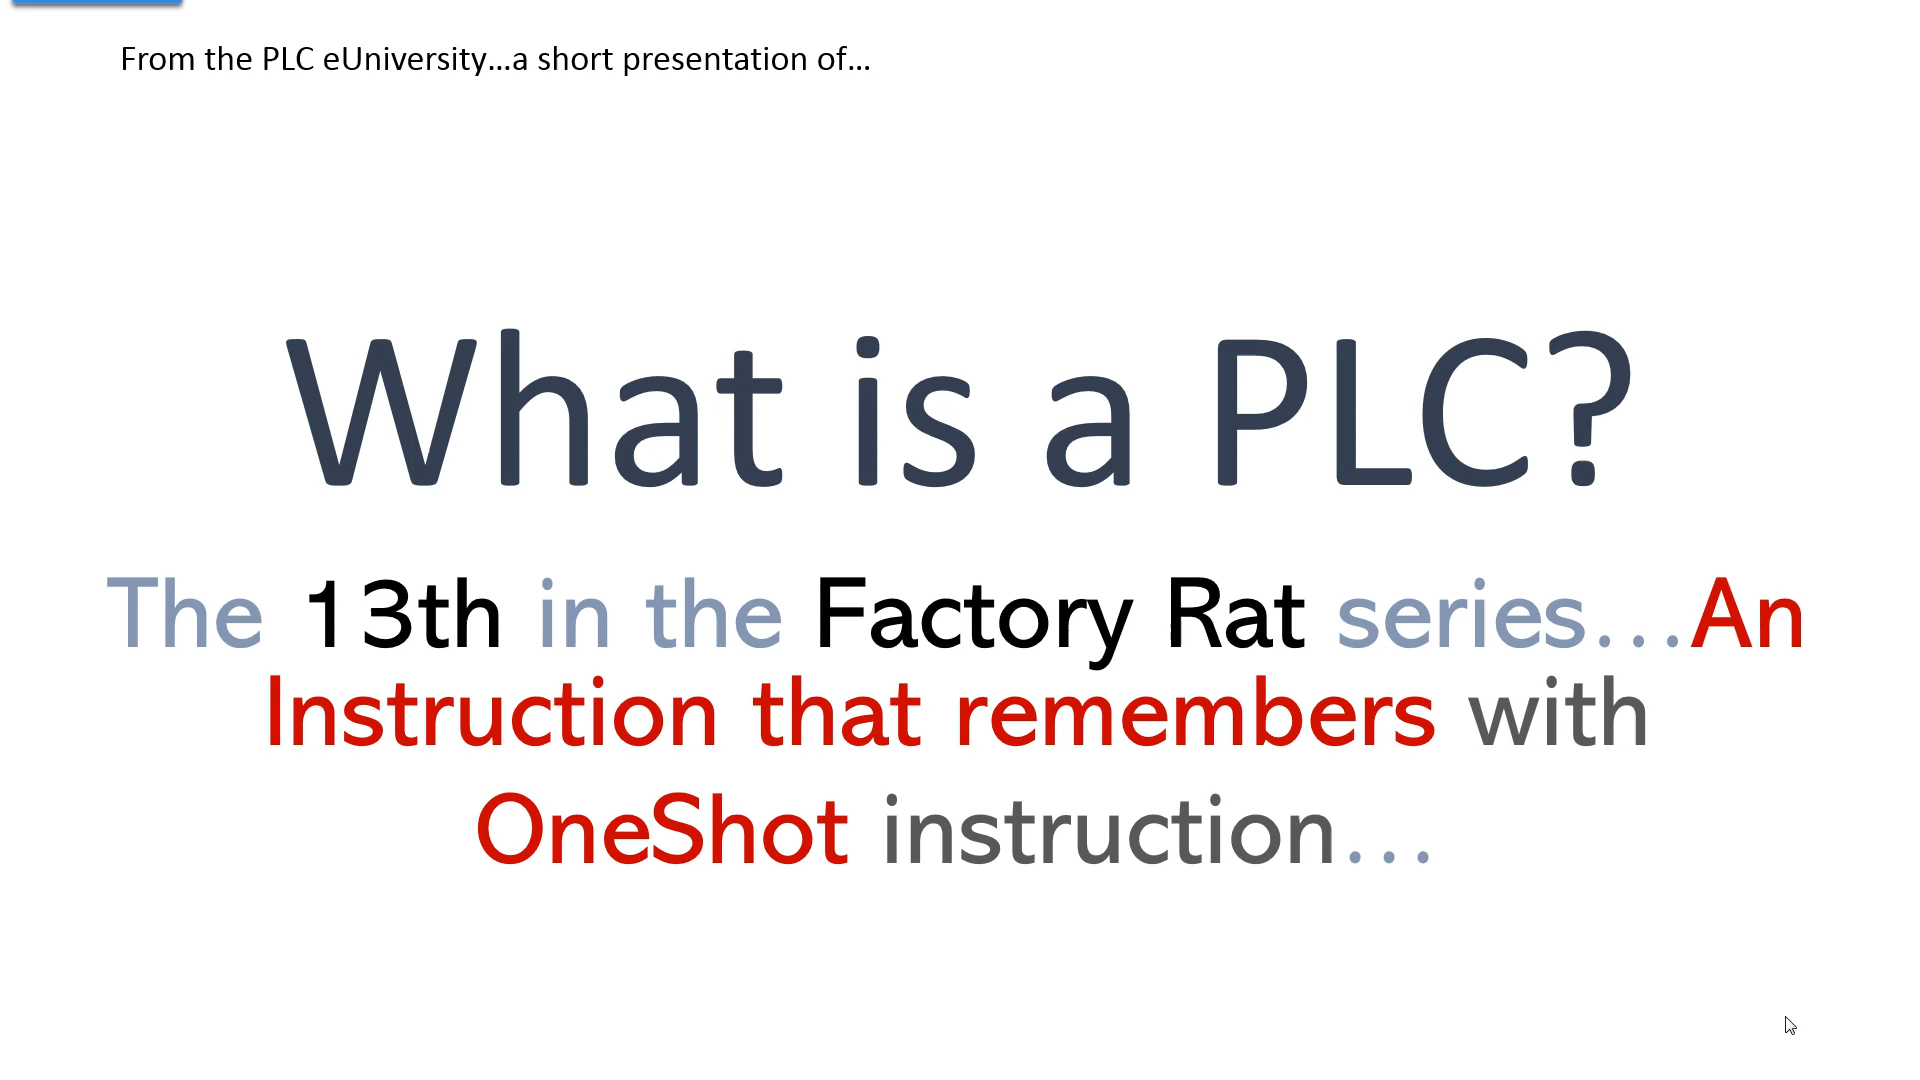 From the PLC eUniversity...a short presentation of...
What is a PLC?
The 13th in the Factory Rat series...An
Instruction that remembers with
OneShot instruction...